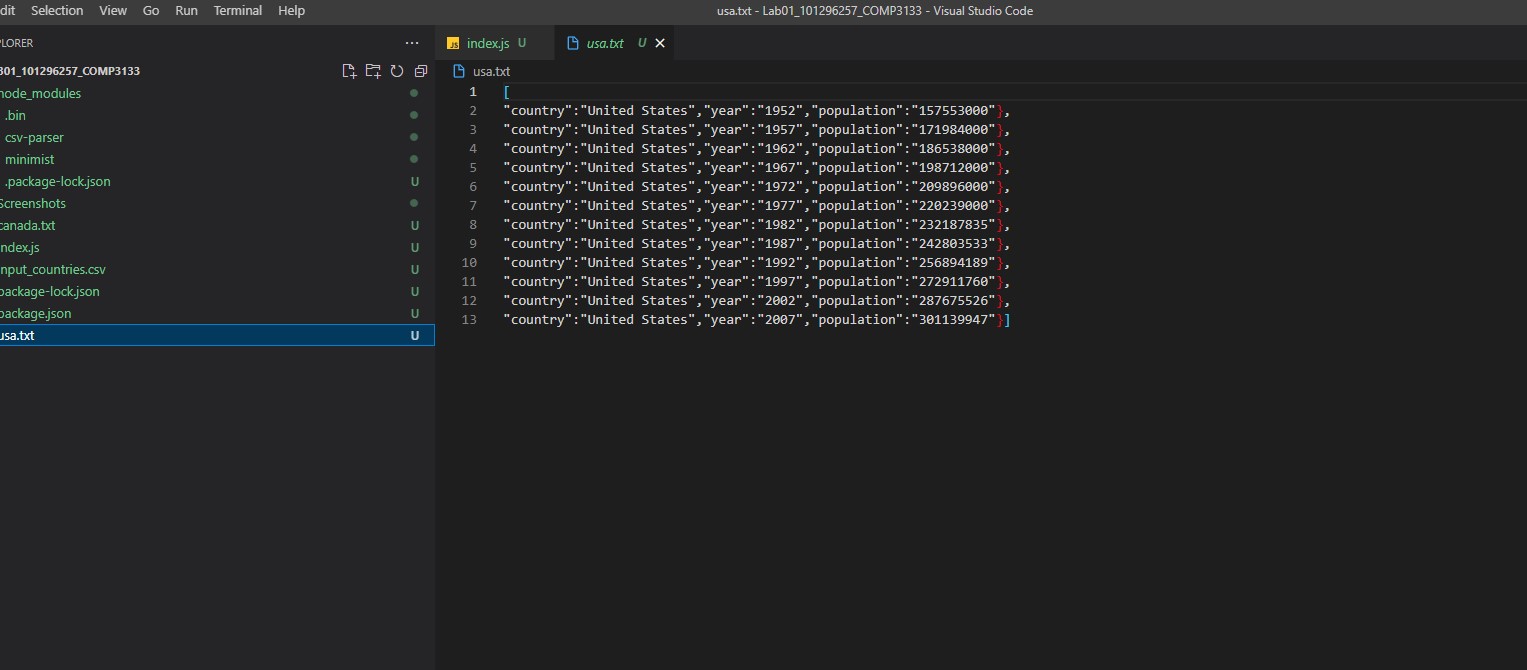 dit Selection View Go Run Terminal Help usa.txt - Lab01_101296257_COMP3133 - Visual Studio Code
PLORER ···
B01_101296257_COMP3133
node_modules
.bin
csv-parser
minimist
.package-lock.json U
Screenshots
canada.txt U
index.js U
nput_countries.csv U
package-lock.json U
package.json U
usa.txt U
JS index.js U usa.txt U
usa.txt
1 [
2 "country":"United States","year":"1952","population":"157553000"},
3 "country":"United States","year":"1957","population":"171984000"},
4 "country":"United States","year":"1962","population":"186538000"},
5 "country":"United States","year":"1967","population":"198712000"},
6 "country":"United States","year":"1972","population":"209896000"},
7 "country":"United States","year":"1977","population":"220239000"},
8 "country":"United States","year":"1982","population":"232187835"},
9 "country":"United States","year":"1987","population":"242803533"},
10 "country":"United States","year":"1992","population":"256894189"},
11 "country":"United States","year":"1997","population":"272911760"},
12 "country":"United States","year":"2002","population":"287675526"},
13 "country":"United States","year":"2007","population":"301139947"}]